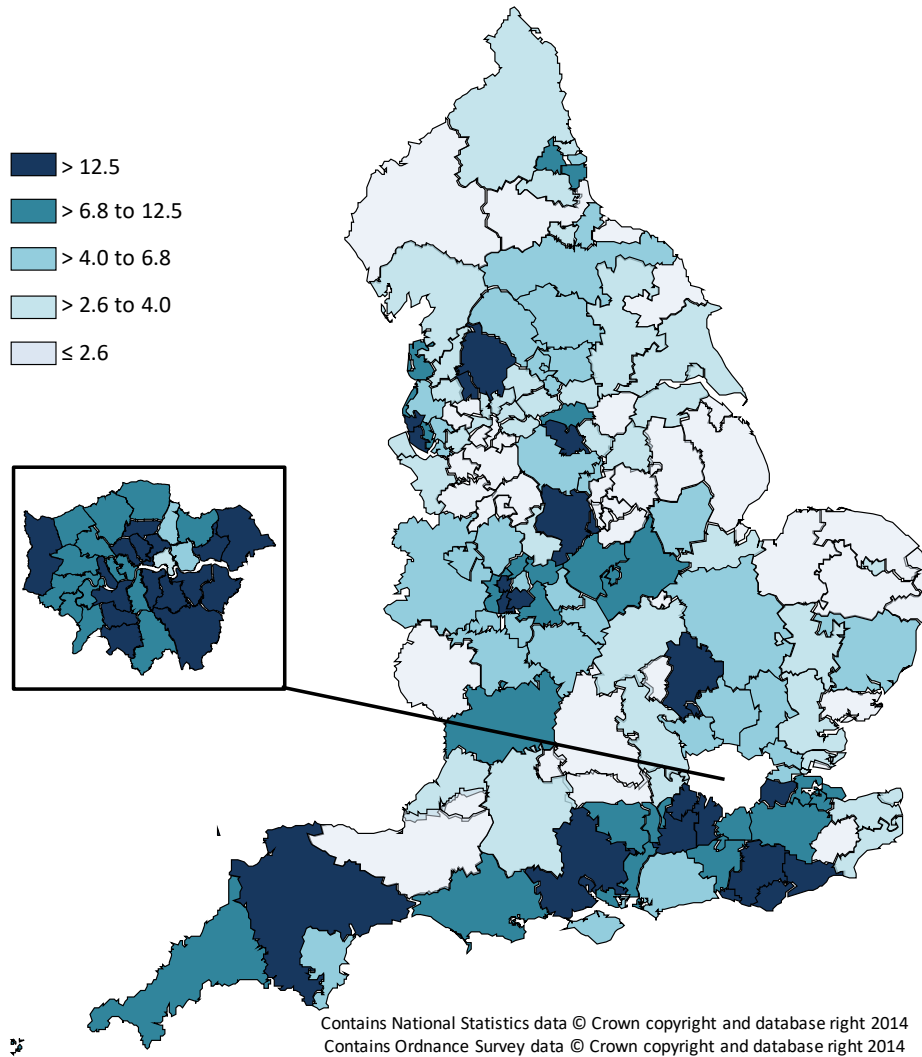 > 12.5
> 6.8 to 12.5
> 4.0 to 6.8
> 2.6 to 4.0
≤ 2.6
Contains National Statistics data © Crown copyright and database right 2014
Contains Ordnance Survey data © Crown copyright and database right 2014